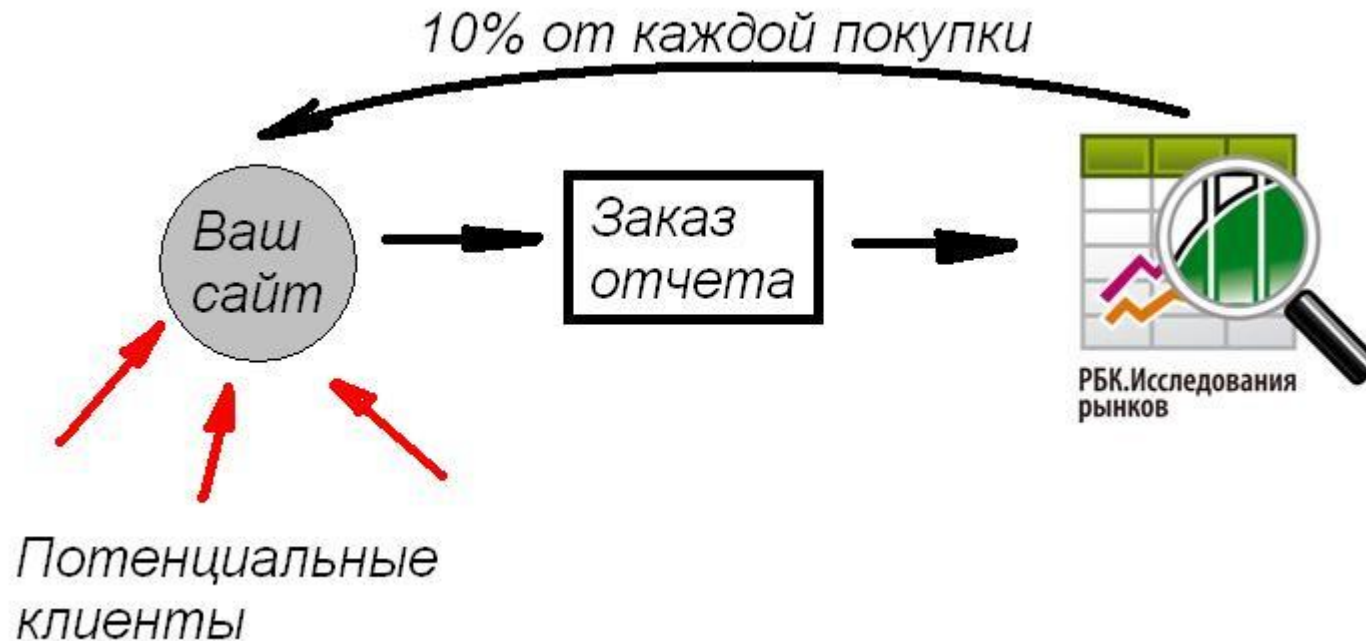 10% от каждой покупки
Ваш
сайт
Заказ
отчета
РБК.Исследования
рынков
Потенциальные
клиенты